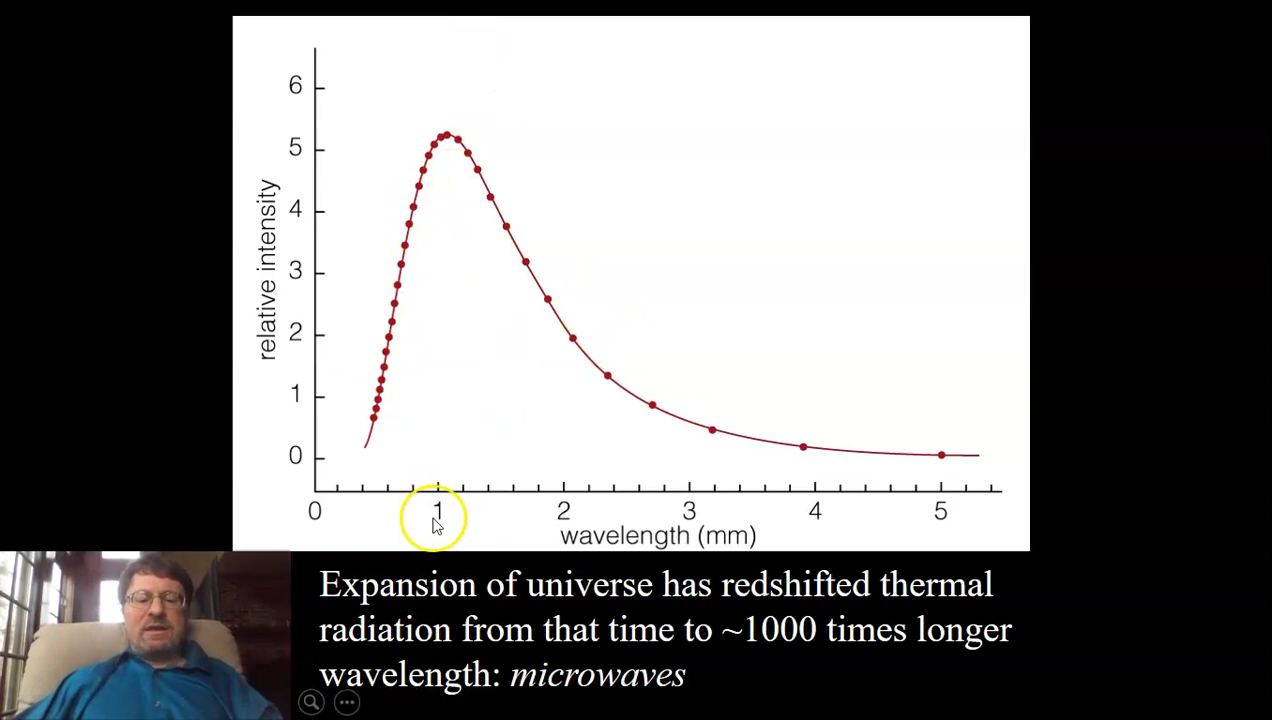 6
5
4
3
2
1
0
relative intensity
0 1 2 3 4 5
wavelength (mm)
Expansion of universe has redshifted thermal
radiation from that time to ~1000 times longer
wavelength: microwaves